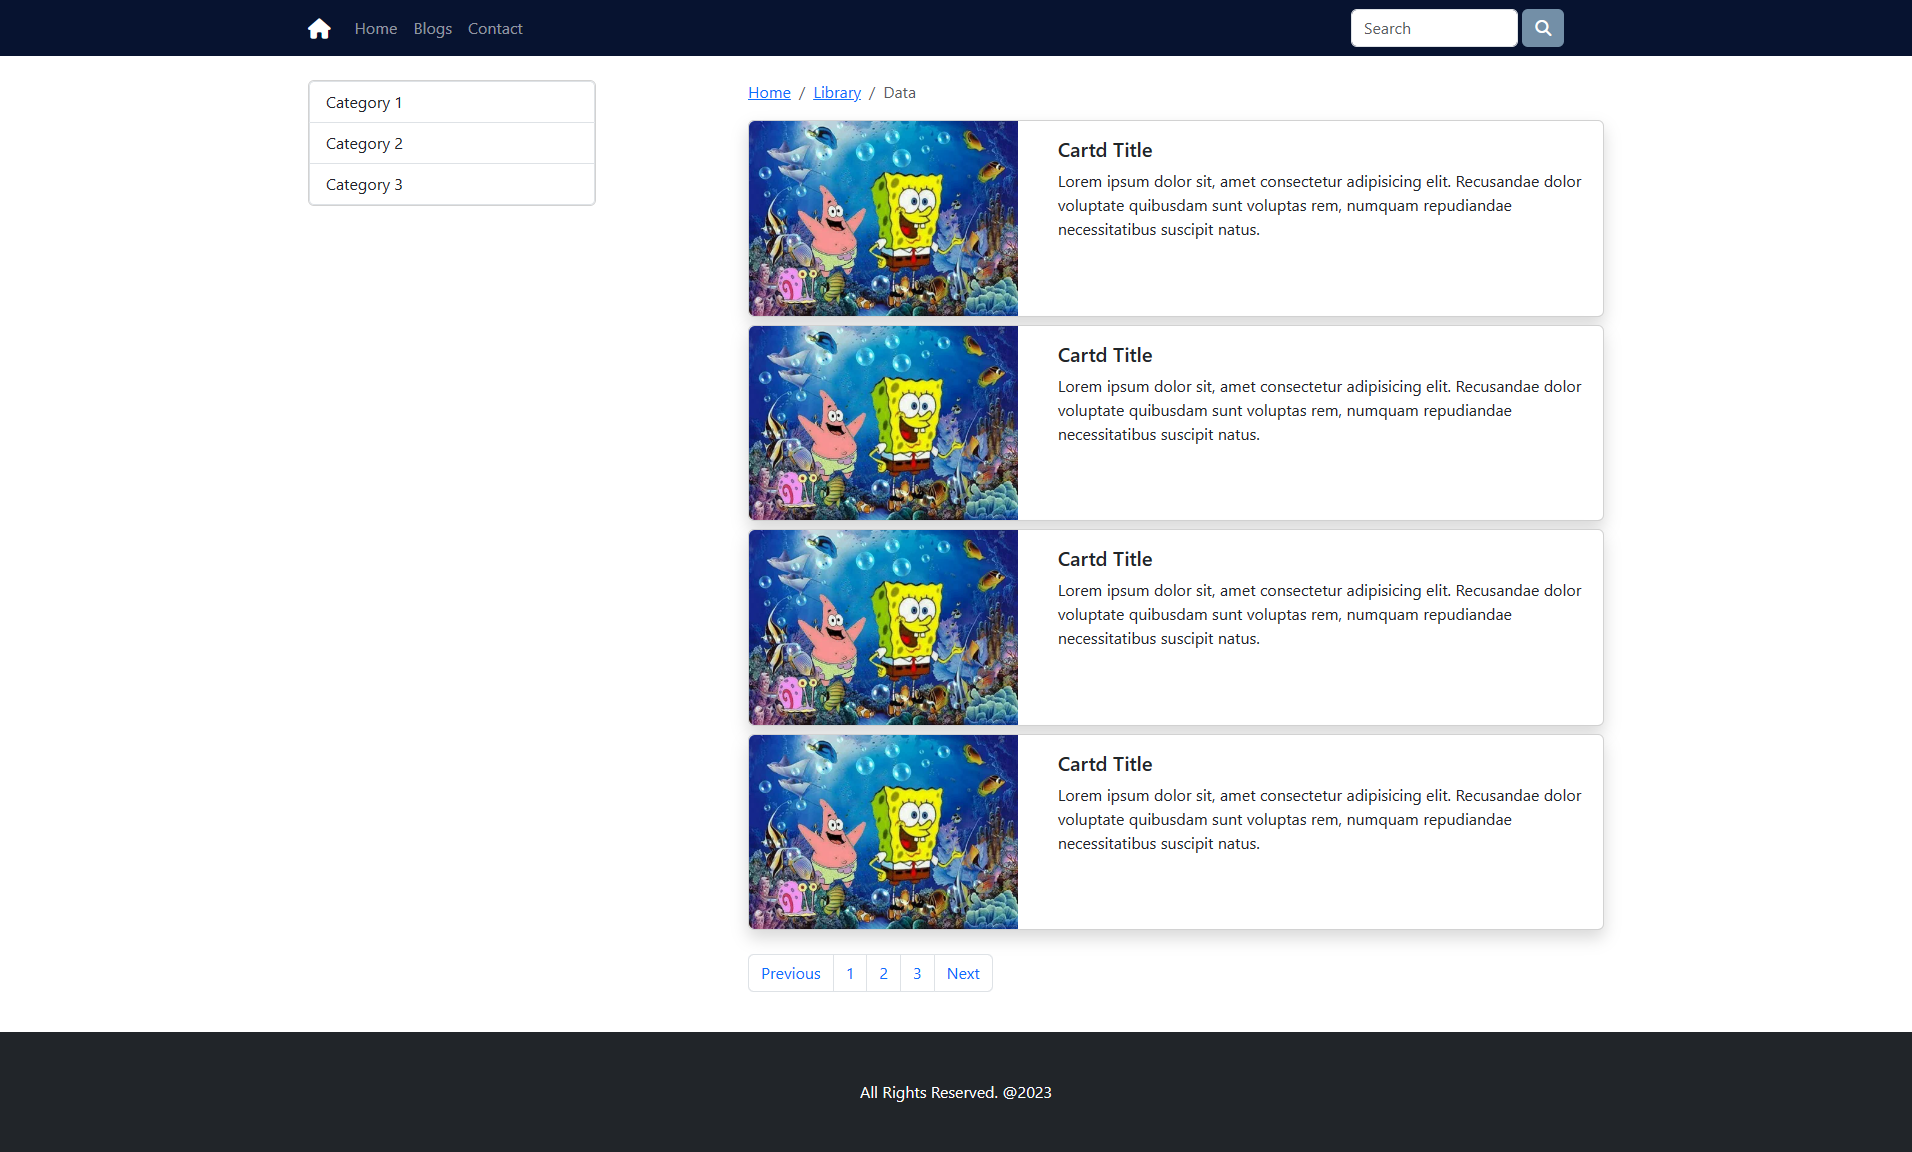 Home Blogs Contact Search
Category 1
Category 2
Category 3
Home / Library / Data
Cartd Title
Lorem ipsum dolor sit, amet consectetur adipisicing elit. Recusandae dolor
voluptate quibusdam sunt voluptas rem, numquam repudiandae
necessitatibus suscipit natus.
Cartd Title
Lorem ipsum dolor sit, amet consectetur adipisicing elit. Recusandae dolor
voluptate quibusdam sunt voluptas rem, numquam repudiandae
necessitatibus suscipit natus.
Cartd Title
Lorem ipsum dolor sit, amet consectetur adipisicing elit. Recusandae dolor
voluptate quibusdam sunt voluptas rem, numquam repudiandae
necessitatibus suscipit natus.
Cartd Title
Lorem ipsum dolor sit, amet consectetur adipisicing elit. Recusandae dolor
voluptate quibusdam sunt voluptas rem, numquam repudiandae
necessitatibus suscipit natus.
Previous 1 2 3 Next
All Rights Reserved. @2023